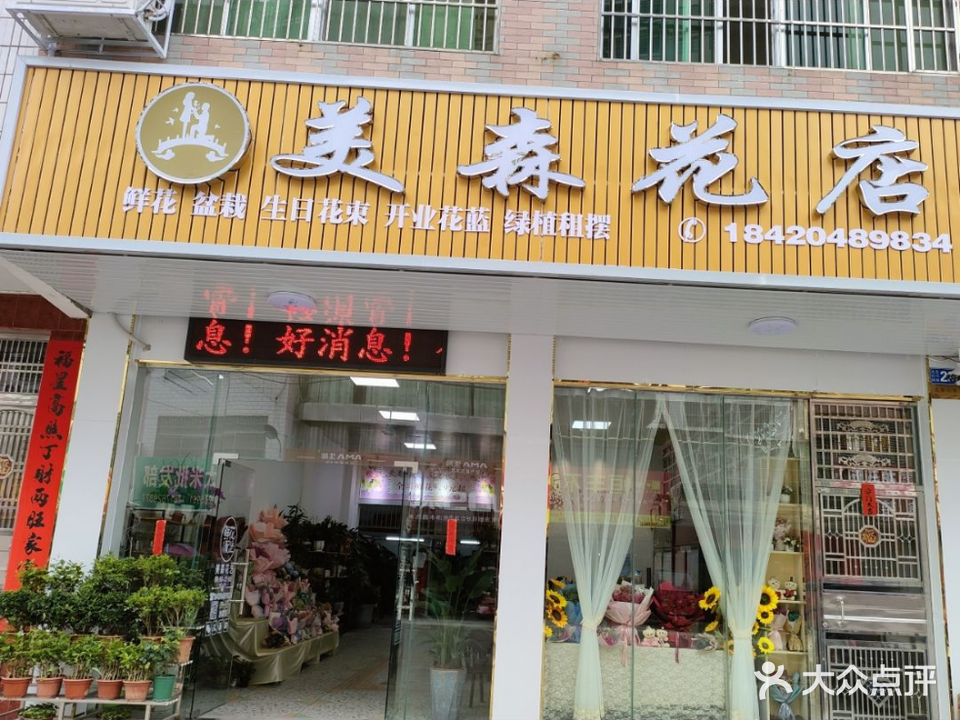 美森花店
鲜花 盆栽 生日花束 开业花蓝 绿植租摆 18420489834
息！好消息！
福星高照丁财两旺家
大众点评